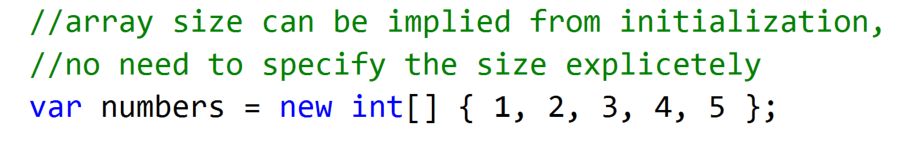 //array size can be implied from initialization,
//no need to specify the size explicetely
var numbers = new int[] { 1, 2, 3, 4, 5 };